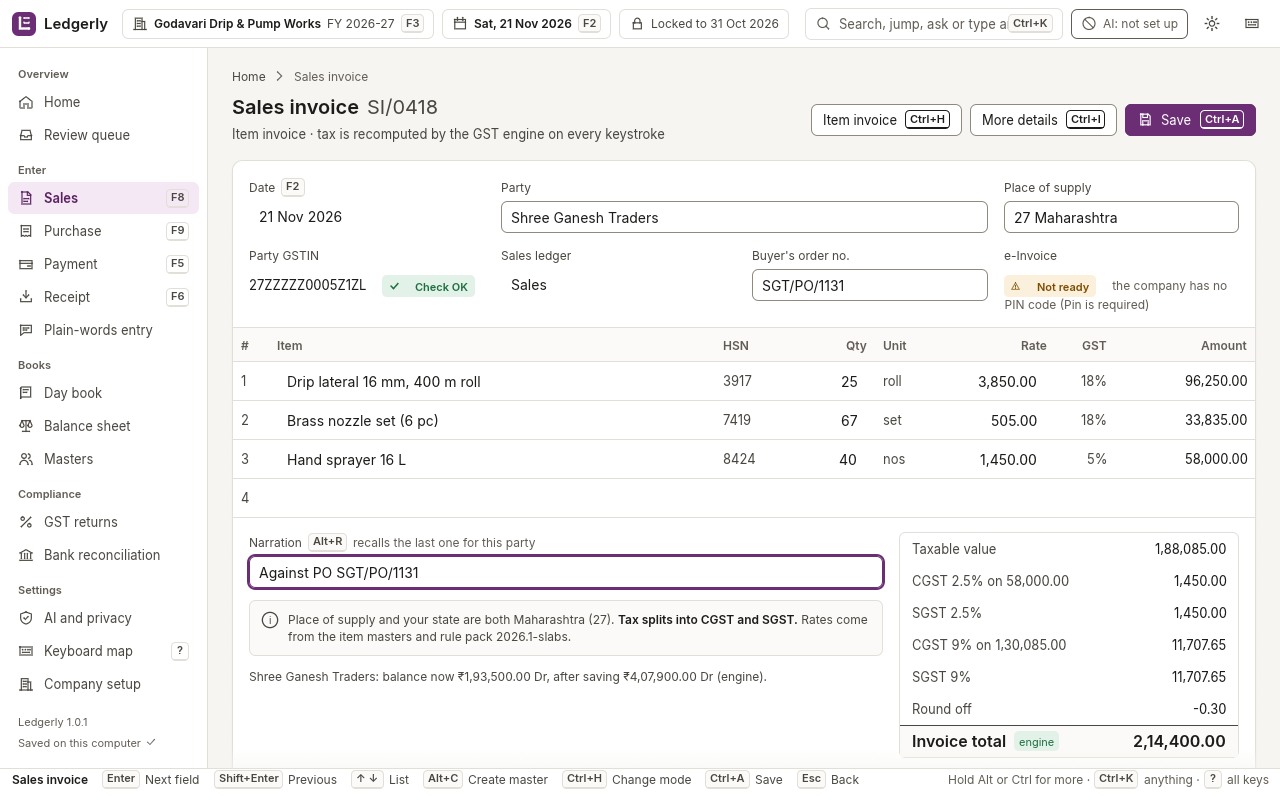 Ledgerly
Godavari Drip & Pump Works FY 2026-27 F3
Sat, 21 Nov 2026 F2
Locked to 31 Oct 2026
Search, jump, ask or type a Ctrl+K
AI: not set up
Overview
Home
Review queue
Enter
Sales F8
Purchase F9
Payment F5
Receipt F6
Plain-words entry
Books
Day book
Balance sheet
Masters
Compliance
GST returns
Bank reconciliation
Settings
AI and privacy
Keyboard map ?
Company setup
Ledgerly 1.0.1
Saved on this computer
Home Sales invoice
Sales invoice SI/0418
Item invoice · tax is recomputed by the GST engine on every keystroke
Item invoice Ctrl+H
More details Ctrl+I
Save Ctrl+A
Date F2
21 Nov 2026
Party
Shree Ganesh Traders
Place of supply
27 Maharashtra
Party GSTIN
27ZZZZZ0005Z1ZL Check OK
Sales ledger
Sales
Buyer's order no.
SGT/PO/1131
e-Invoice
Not ready the company has no
PIN code (Pin is required)
# Item HSN Qty Unit Rate GST Amount
1 Drip lateral 16 mm, 400 m roll 3917 25 roll 3,850.00 18% 96,250.00
2 Brass nozzle set (6 pc) 7419 67 set 505.00 18% 33,835.00
3 Hand sprayer 16 L 8424 40 nos 1,450.00 5% 58,000.00
4
Narration Alt+R recalls the last one for this party
Against PO SGT/PO/1131
Place of supply and your state are both Maharashtra (27). Tax splits into CGST and SGST. Rates come
from the item masters and rule pack 2026.1-slabs.
Shree Ganesh Traders: balance now ₹1,93,500.00 Dr, after saving ₹4,07,900.00 Dr (engine).
Taxable value 1,88,085.00
CGST 2.5% on 58,000.00 1,450.00
SGST 2.5% 1,450.00
CGST 9% on 1,30,085.00 11,707.65
SGST 9% 11,707.65
Round off -0.30
Invoice total engine 2,14,400.00
Sales invoice Enter Next field Shift+Enter Previous ↑ ↓ List Alt+C Create master Ctrl+H Change mode Ctrl+A Save Esc Back Hold Alt or Ctrl for more · Ctrl+K anything · ? all keys